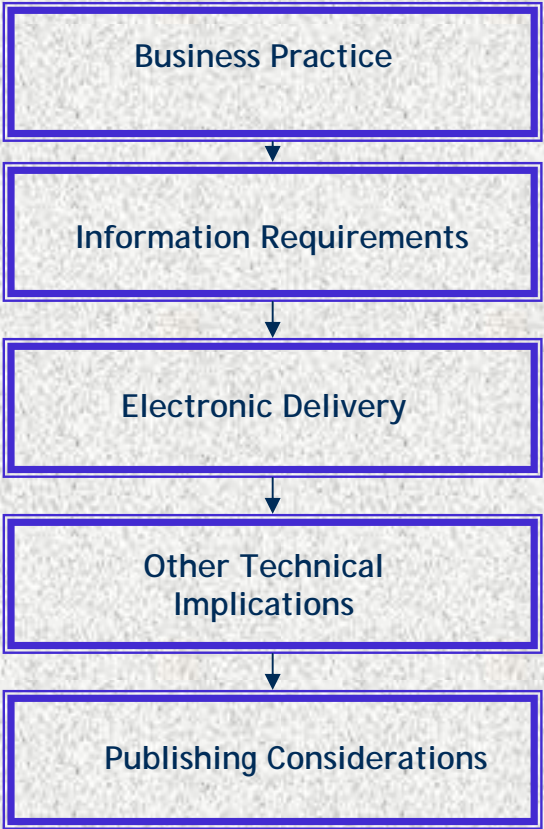 Business Practice
Information Requirements
Electronic Delivery
Other Technical
Implications
Publishing Considerations